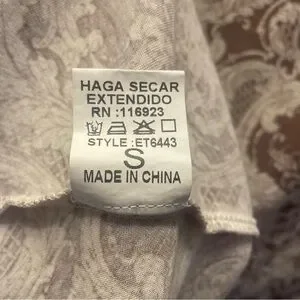 HAGA SECAR
EXTENDIDO
RN :116923
STYLE :ET6443
S
MADE IN CHINA